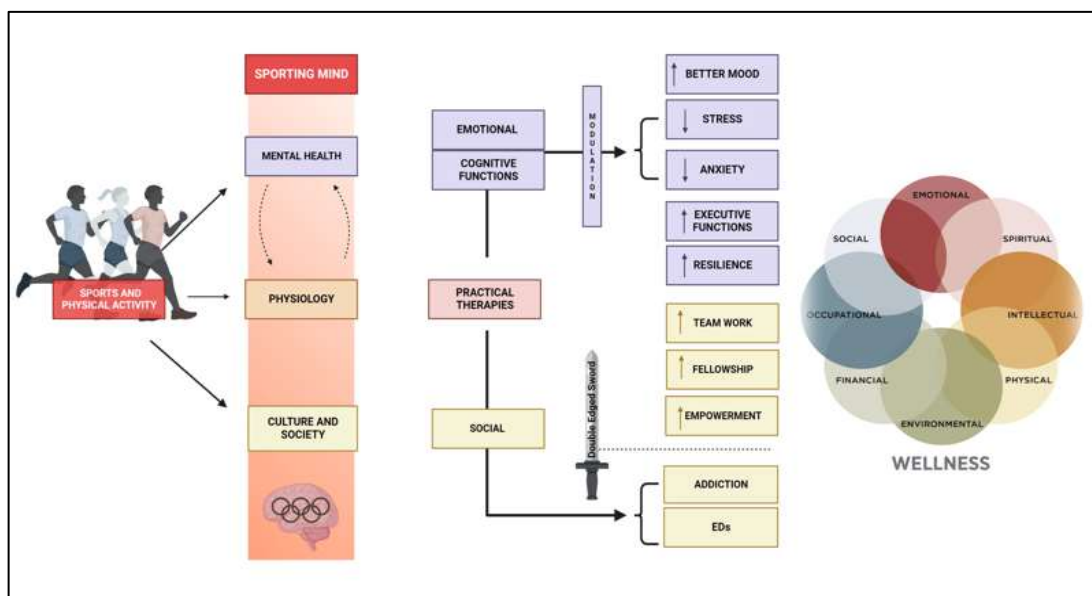 SPORTING MIND
MENTAL HEALTH
SPORTS AND
PHYSICAL ACTIVITY
PHYSIOLOGY
CULTURE AND
SOCIETY
EMOTIONAL
COGNITIVE
FUNCTIONS
MODULATION
PRACTICAL
THERAPIES
SOCIAL
Double Edged Sword
BETTER MOOD
STRESS
ANXIETY
EXECUTIVE
FUNCTIONS
RESILIENCE
TEAM WORK
FELLOWSHIP
EMPOWERMENT
ADDICTION
EDs
EMOTIONAL
SOCIAL
SPIRITUAL
OCCUPATIONAL
INTELLECTUAL
FINANCIAL
PHYSICAL
ENVIRONMENTAL
WELLNESS